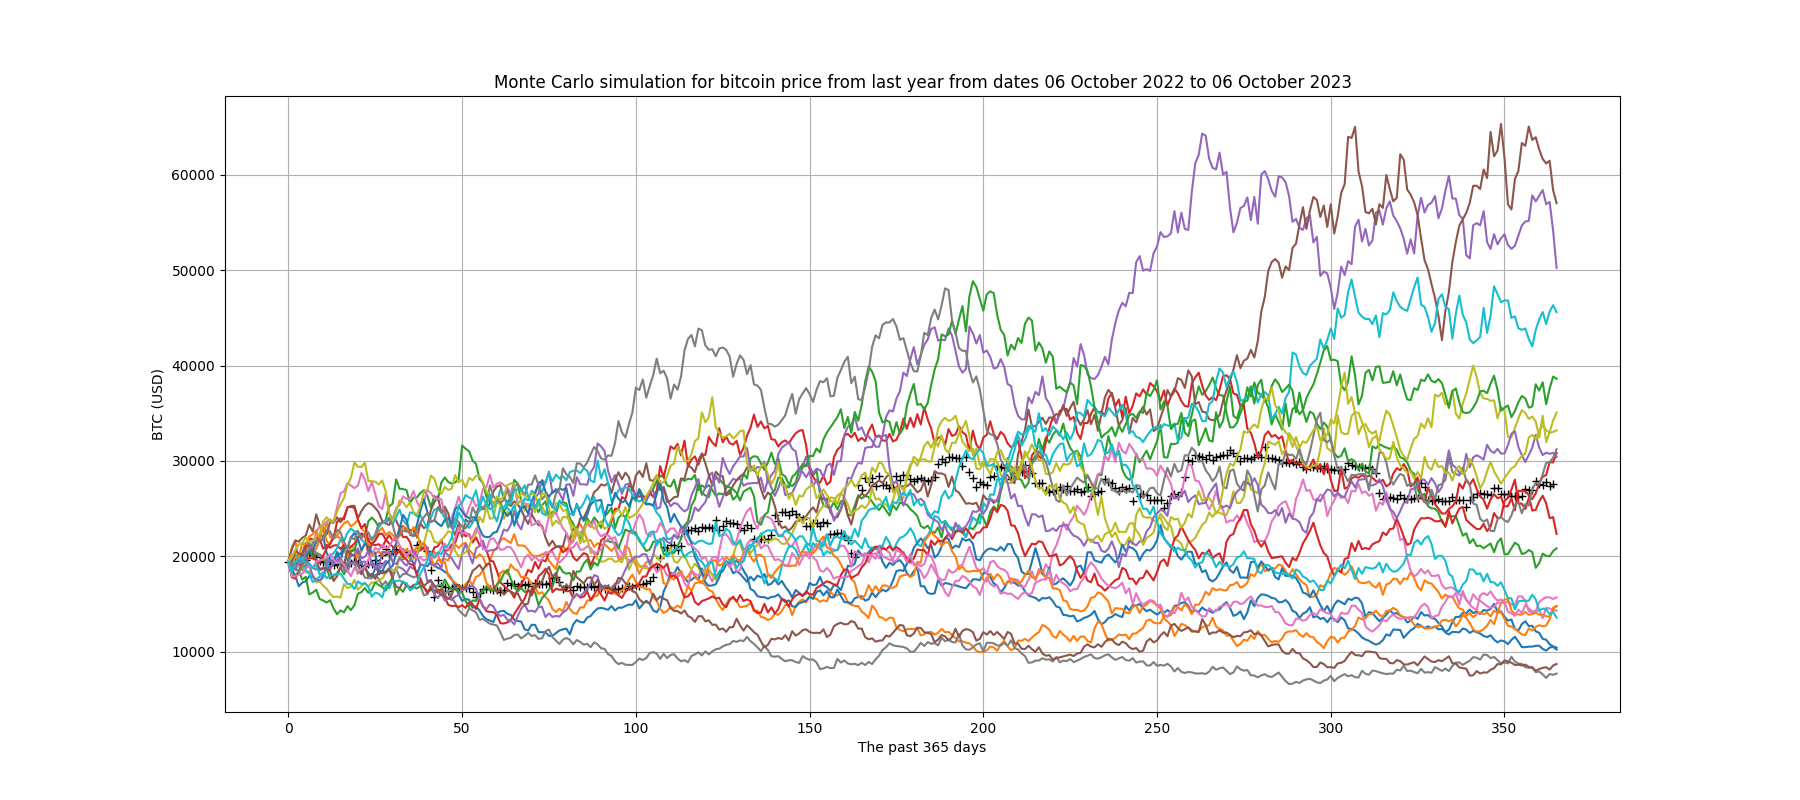 Monte Carlo simulation for bitcoin price from last year from dates 06 October 2022 to 06 October 2023
60000
50000
40000
30000
20000
10000
BTC (USD)
0 50 100 150 200 250 300 350
The past 365 days